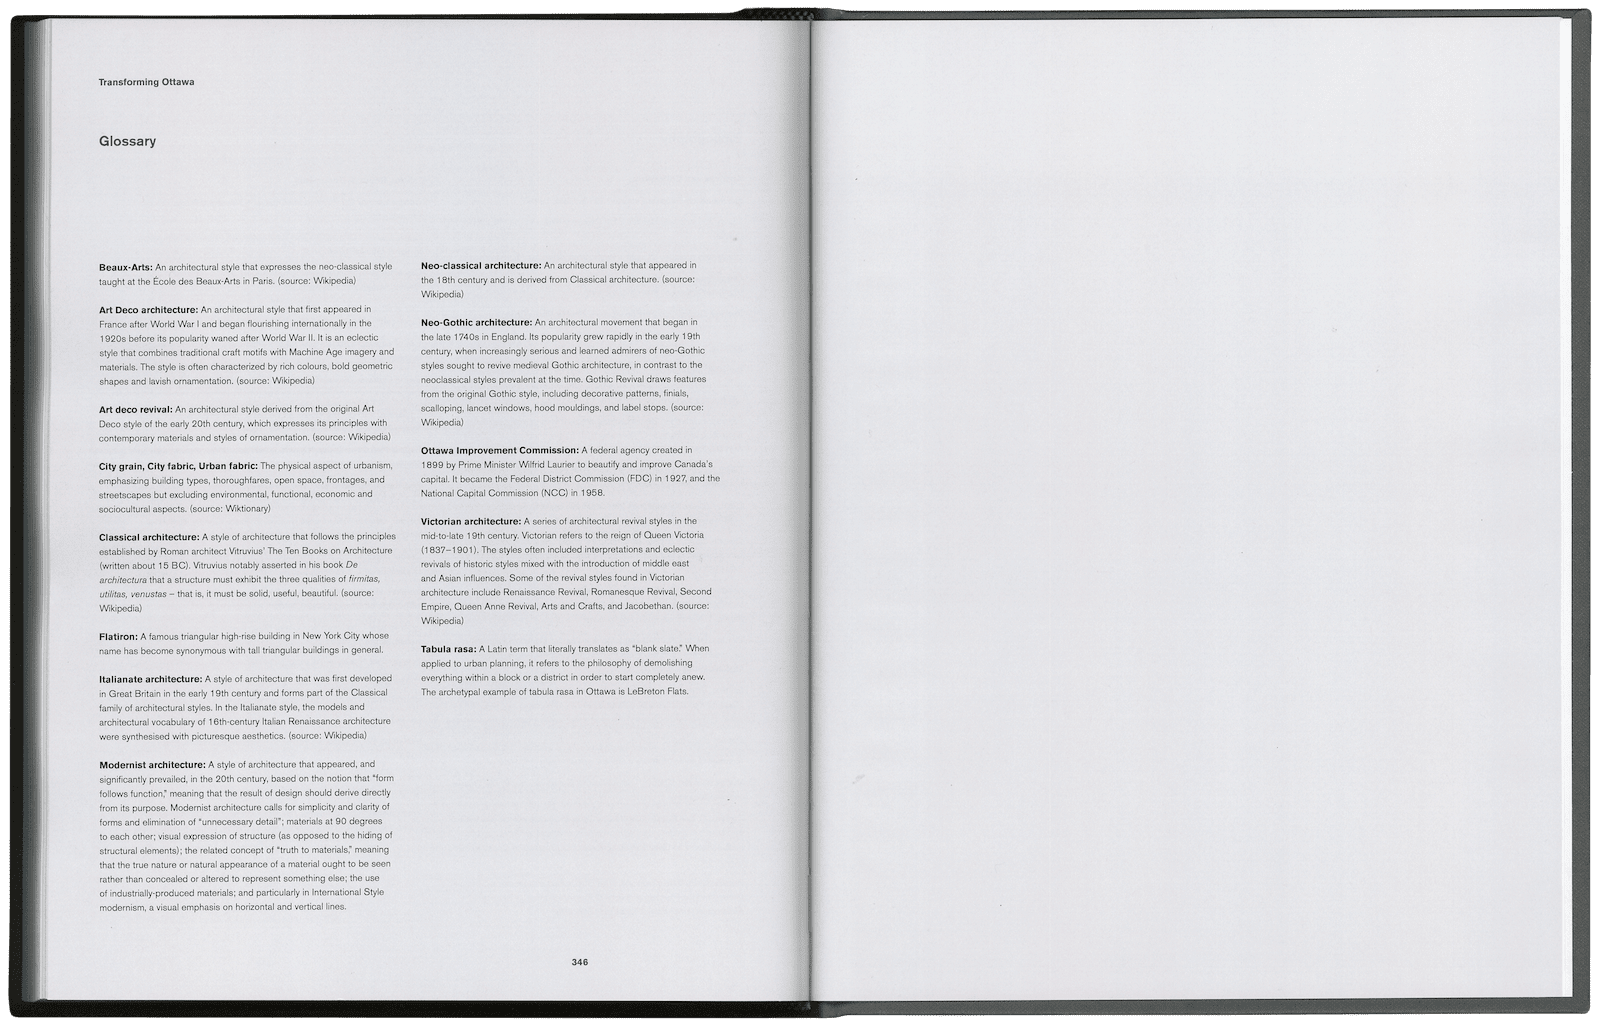 Transforming Ottawa
Glossary
Beaux-Arts: An architectural style that expresses the neo-classical style
taught at the École des Beaux-Arts in Paris. (source: Wikipedia)
Art Deco architecture: An architectural style that first appeared in
France after World War I and began flourishing internationally in the
1920s before its popularity waned after World War II. It is an eclectic
style that combines traditional craft motifs with Machine Age imagery and
materials. The style is often characterized by rich colours, bold geometric
shapes and lavish ornamentation. (source: Wikipedia)
Art deco revival: An architectural style derived from the original Art
Deco style of the early 20th century, which expresses its principles with
contemporary materials and styles of ornamentation. (source: Wikipedia)
City grain, City fabric, Urban fabric: The physical aspect of urbanism,
emphasizing building types, thoroughfares, open space, frontages, and
streetscapes but excluding environmental, functional, economic and
sociocultural aspects. (source: Wiktionary)
Classical architecture: A style of architecture that follows the principles
established by Roman architect Vitruvius' The Ten Books on Architecture
(written about 15 BC). Vitruvius notably asserted in his book De
architectura that a structure must exhibit the three qualities of firmitas,
utilitas, venustas – that is, it must be solid, useful, beautiful. (source:
Wikipedia)
Flatiron: A famous triangular high-rise building in New York City whose
name has become synonymous with tall triangular buildings in general.
Italianate architecture: A style of architecture that was first developed
in Great Britain in the early 19th century and forms part of the Classical
family of architectural styles. In the Italianate style, the models and
architectural vocabulary of 16th-century Italian Renaissance architecture
were synthesised with picturesque aesthetics. (source: Wikipedia)
Modernist architecture: A style of architecture that appeared, and
significantly prevailed, in the 20th century, based on the notion that "form
follows function," meaning that the result of design should derive directly
from its purpose. Modernist architecture calls for simplicity and clarity of
forms and elimination of "unnecessary detail"; materials at 90 degrees
to each other; visual expression of structure (as opposed to the hiding of
structural elements); the related concept of "truth to materials," meaning
that the true nature or natural appearance of a material ought to be seen
rather than concealed or altered to represent something else; the use
of industrially-produced materials; and particularly in International Style
modernism, a visual emphasis on horizontal and vertical lines.
Neo-classical architecture: An architectural style that appeared in
the 18th century and is derived from Classical architecture. (source:
Wikipedia)
Neo-Gothic architecture: An architectural movement that began in
the late 1740s in England. Its popularity grew rapidly in the early 19th
century, when increasingly serious and learned admirers of neo-Gothic
styles sought to revive medieval Gothic architecture, in contrast to the
neoclassical styles prevalent at the time. Gothic Revival draws features
from the original Gothic style, including decorative patterns, finials,
scalloping, lancet windows, hood mouldings, and label stops. (source:
Wikipedia)
Ottawa Improvement Commission: A federal agency created in
1899 by Prime Minister Wilfrid Laurier to beautify and improve Canada's
capital. It became the Federal District Commission (FDC) in 1927, and the
National Capital Commission (NCC) in 1958.
Victorian architecture: A series of architectural revival styles in the
mid-to-late 19th century. Victorian refers to the reign of Queen Victoria
(1837–1901). The styles often included interpretations and eclectic
revivals of historic styles mixed with the introduction of middle east
and Asian influences. Some of the revival styles found in Victorian
architecture include Renaissance Revival, Romanesque Revival, Second
Empire, Queen Anne Revival, Arts and Crafts, and Jacobethan. (source:
Wikipedia)
Tabula rasa: A Latin term that literally translates as "blank slate." When
applied to urban planning, it refers to the philosophy of demolishing
everything within a block or a district in order to start completely anew.
The archetypal example of tabula rasa in Ottawa is LeBreton Flats.
346